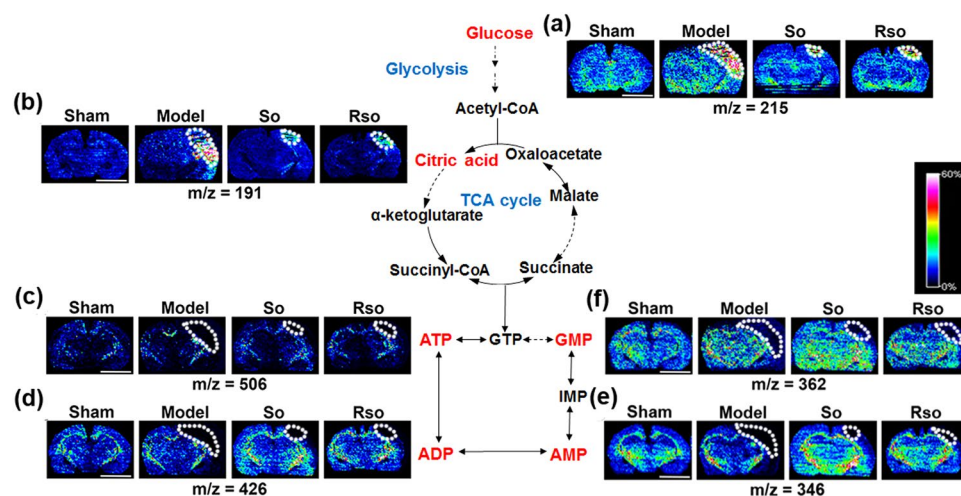 (a)
Sham Model So Rso
m/z = 215
Glucose
Glycolysis
Acetyl-CoA
(b)
Sham Model So Rso
m/z = 191
Citric acid
Oxaloacetate
TCA cycle
Malate
α-ketoglutarate
Succinyl-CoA
Succinate
60%
0%
(c)
Sham Model So Rso
m/z = 506
ATP
GTP
GMP
(f)
Sham Model So Rso
m/z = 362
IMP
(d)
Sham Model So Rso
m/z = 426
ADP
AMP
(e)
Sham Model So Rso
m/z = 346